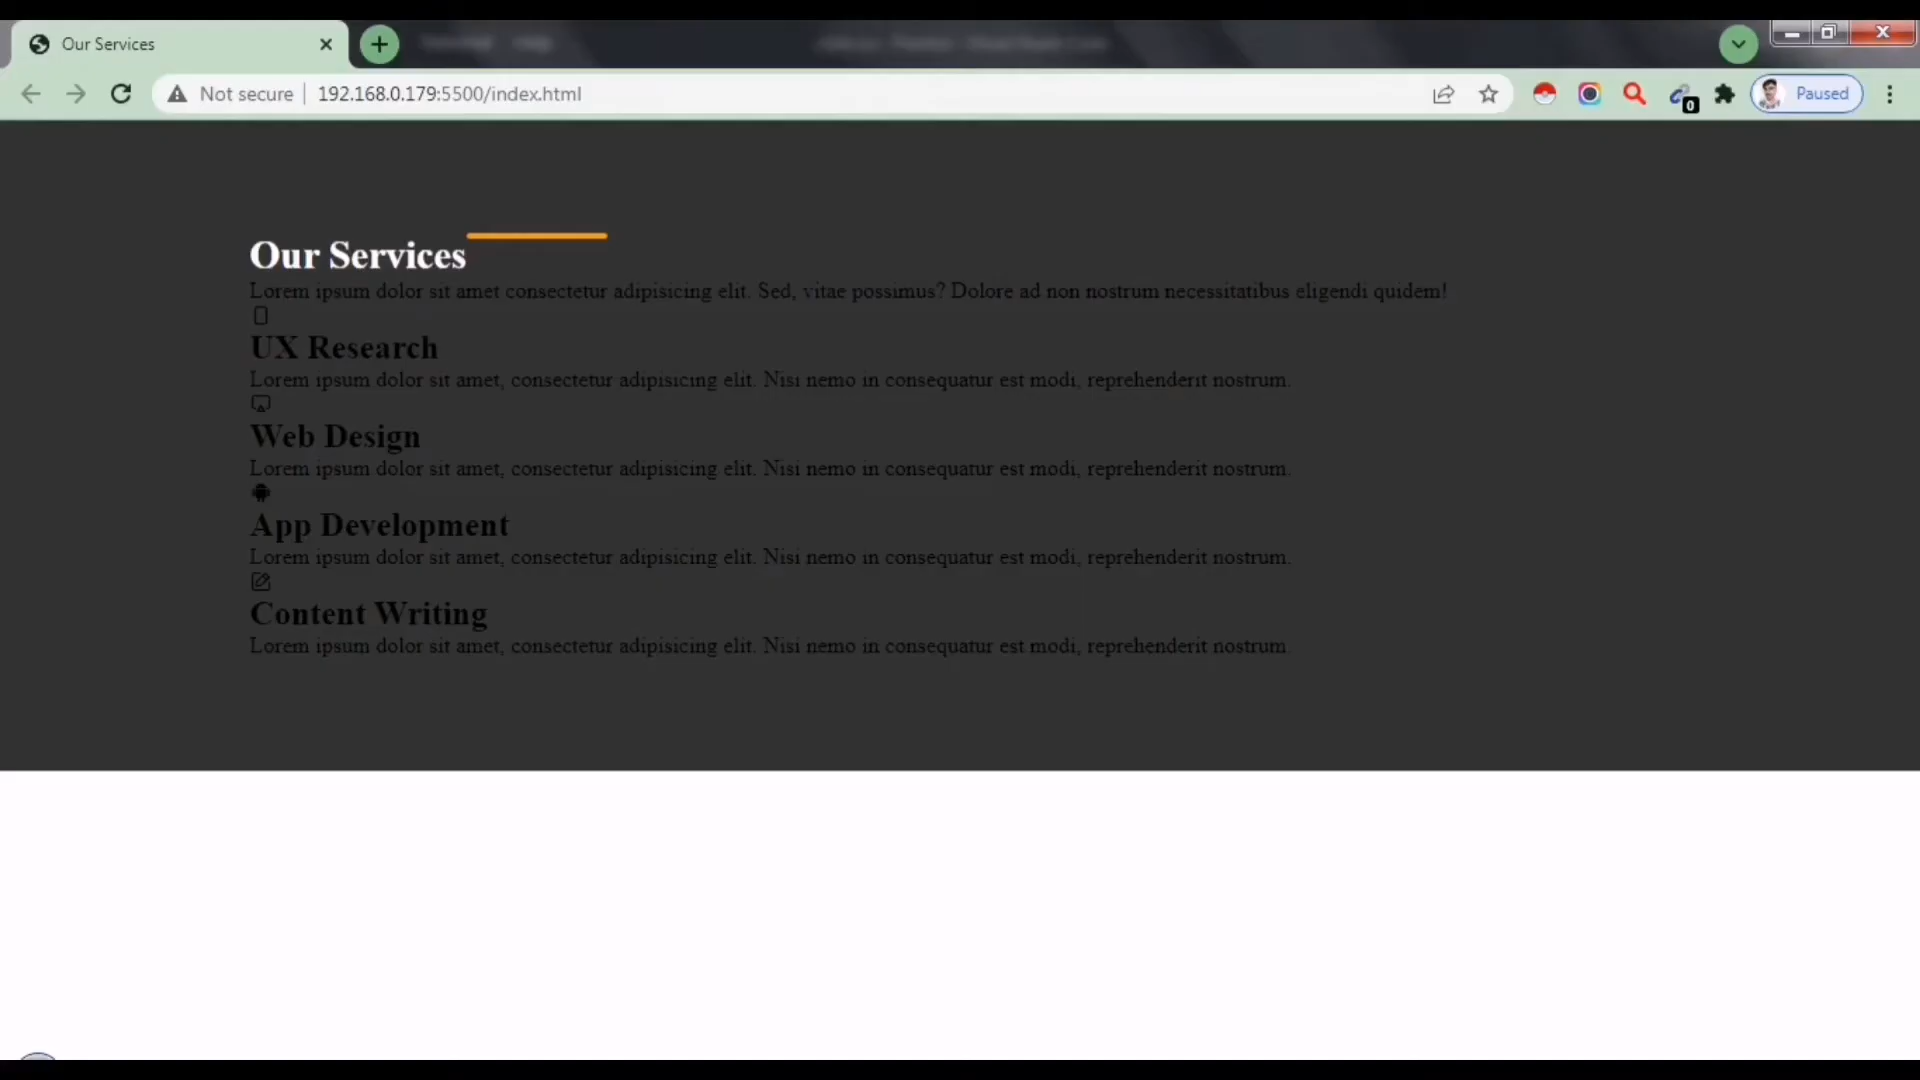 Our Services
Not secure 192.168.0.179:5500/index.html
0
Paused
Our Services
Lorem ipsum dolor sit amet consectetur adipisicing elit. Sed, vitae possimus? Dolore ad non nostrum necessitatibus eligendi quidem!
UX Research
Lorem ipsum dolor sit amet, consectetur adipisicing elit. Nisi nemo in consequatur est modi, reprehenderit nostrum.
Web Design
Lorem ipsum dolor sit amet, consectetur adipisicing elit. Nisi nemo in consequatur est modi, reprehenderit nostrum.
App Development
Lorem ipsum dolor sit amet, consectetur adipisicing elit. Nisi nemo in consequatur est modi, reprehenderit nostrum.
Content Writing
Lorem ipsum dolor sit amet, consectetur adipisicing elit. Nisi nemo in consequatur est modi, reprehenderit nostrum.